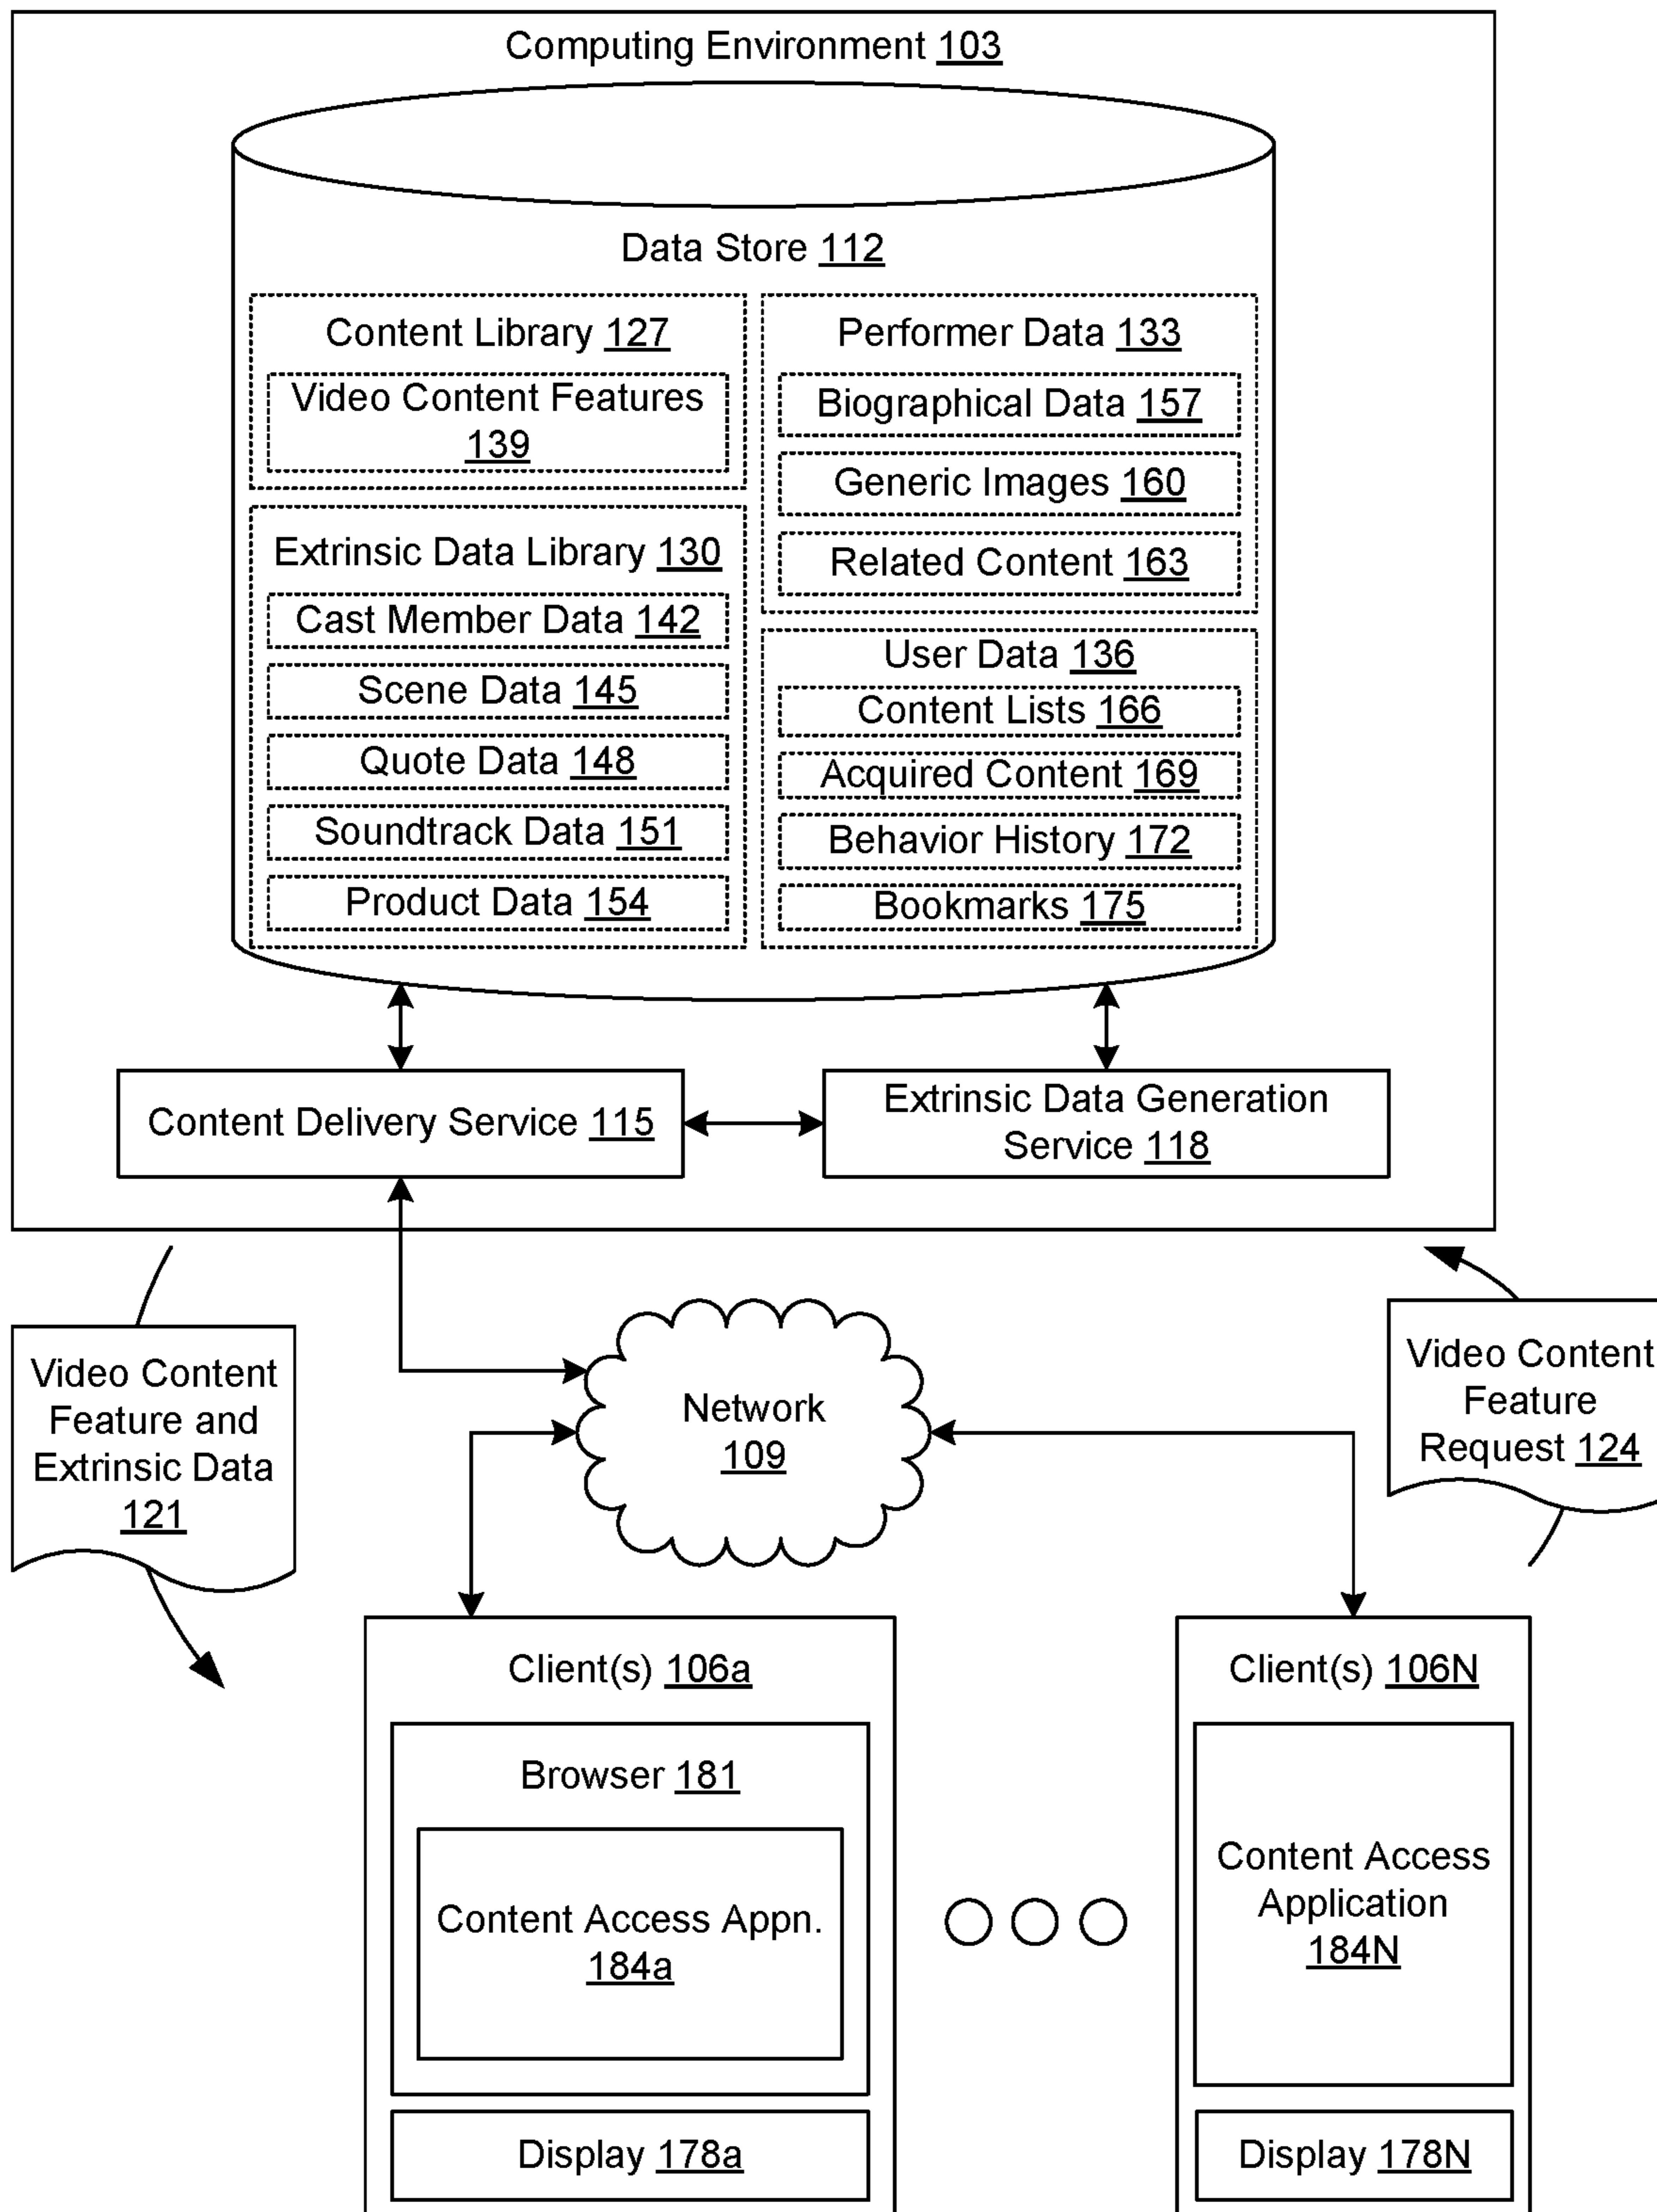 Computing Environment 103
Data Store 112
Content Library 127
Video Content Features
139
Extrinsic Data Library 130
Cast Member Data 142
Scene Data 145
Quote Data 148
Soundtrack Data 151
Product Data 154
Performer Data 133
Biographical Data 157
Generic Images 160
Related Content 163
User Data 136
Content Lists 166
Acquired Content 169
Behavior History 172
Bookmarks 175
Content Delivery Service 115
Extrinsic Data Generation
Service 118
Video Content
Feature and
Extrinsic Data
121
Network
109
Video Content
Feature
Request 124
Client(s) 106a
Browser 181
Content Access Appn.
184a
Display 178a
Client(s) 106N
Content Access
Application
184N
Display 178N